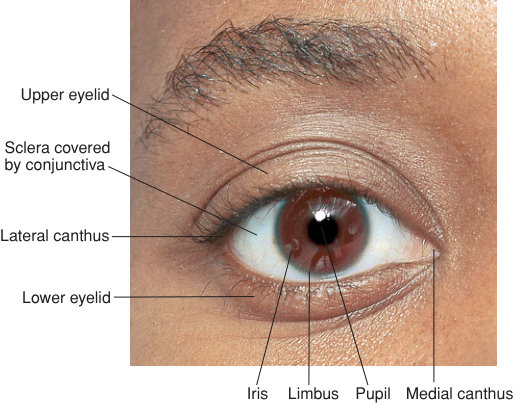 Upper eyelid
Sclera covered
by conjunctiva
Lateral canthus
Lower eyelid
Iris
Limbus
Pupil
Medial canthus